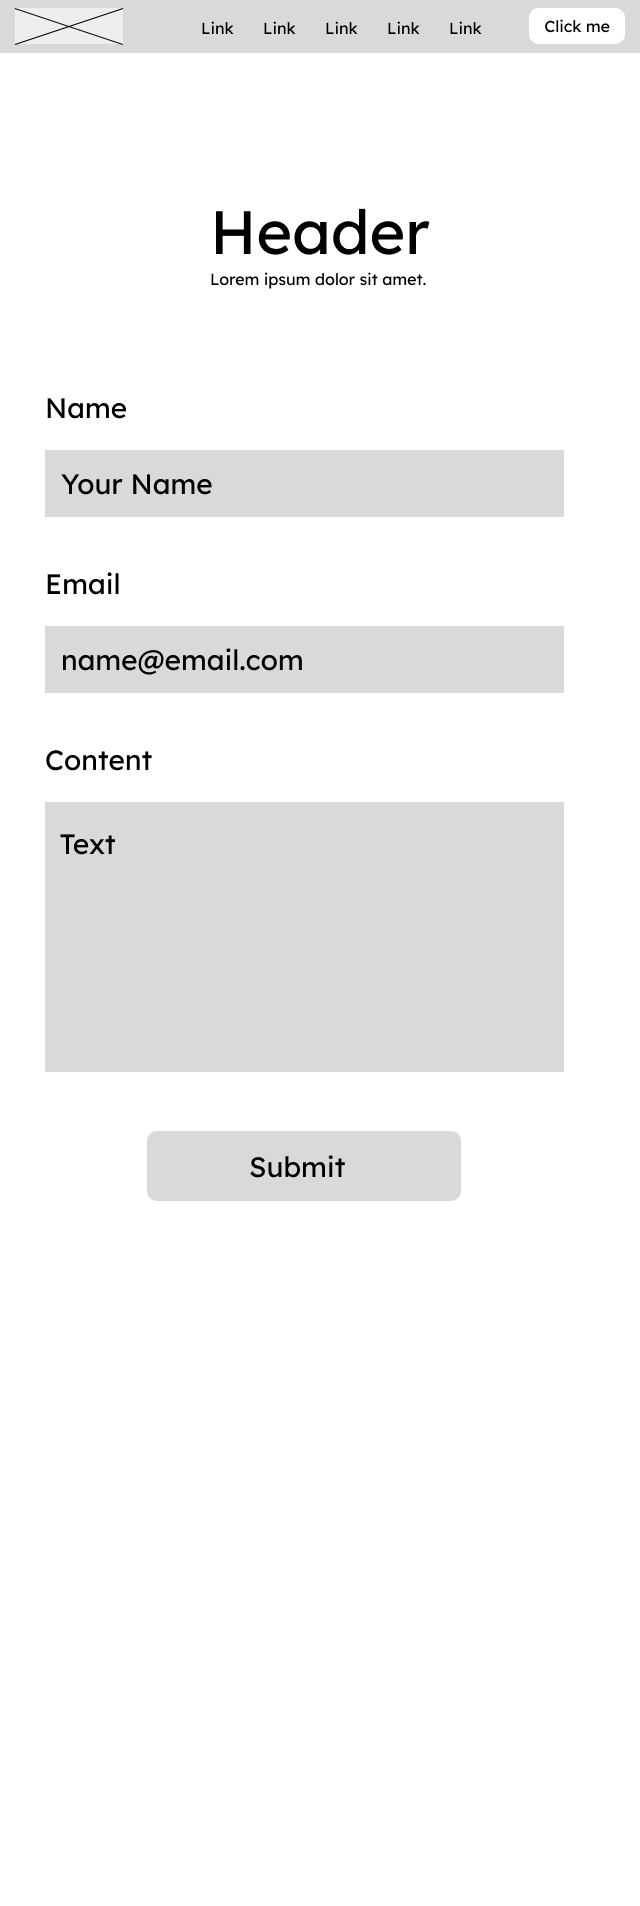 Link Link Link Link Link Click me
Header
Lorem ipsum dolor sit amet.
Name
Your Name
Email
name@email.com
Content
Text
Submit